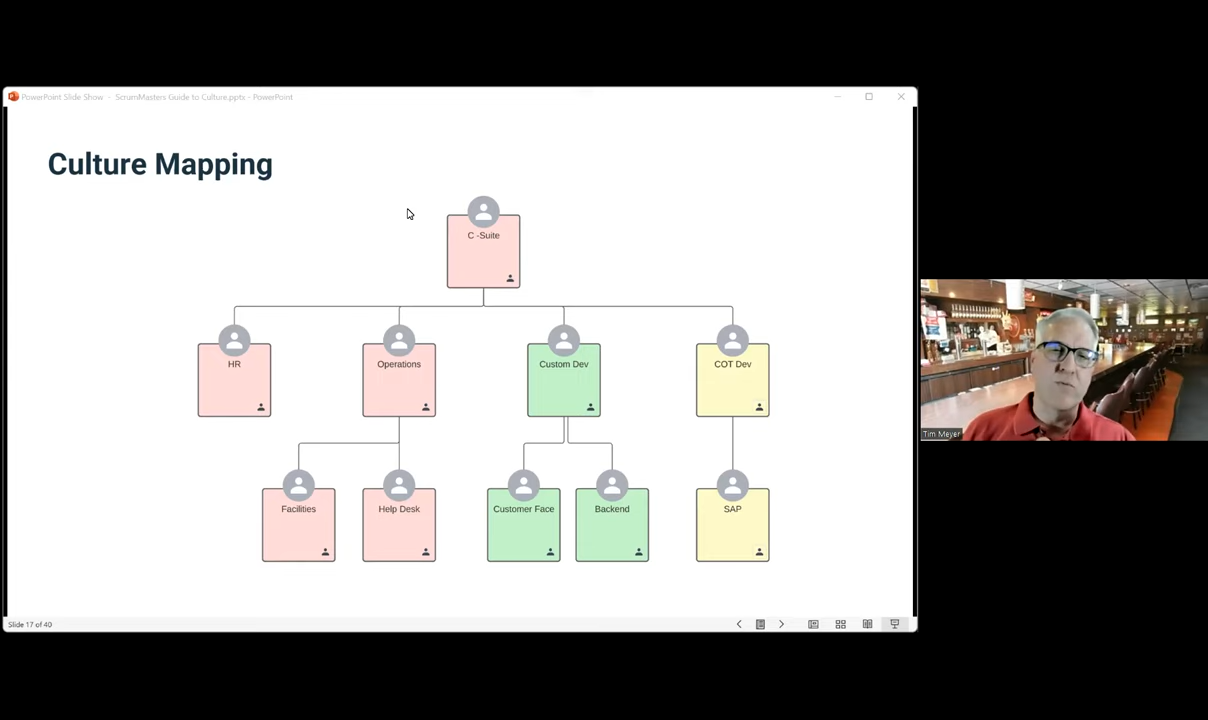 PowerPoint Slide Show - ScrumMasters Guide to Culture.ppts - PowerPoint
Culture Mapping
C -Suite
HR
Operations
Custom Dev
COT Dev
Facilities
Help Desk
Customer Face
Backend
SAP
Tim Meyer
Slide 17 of 40